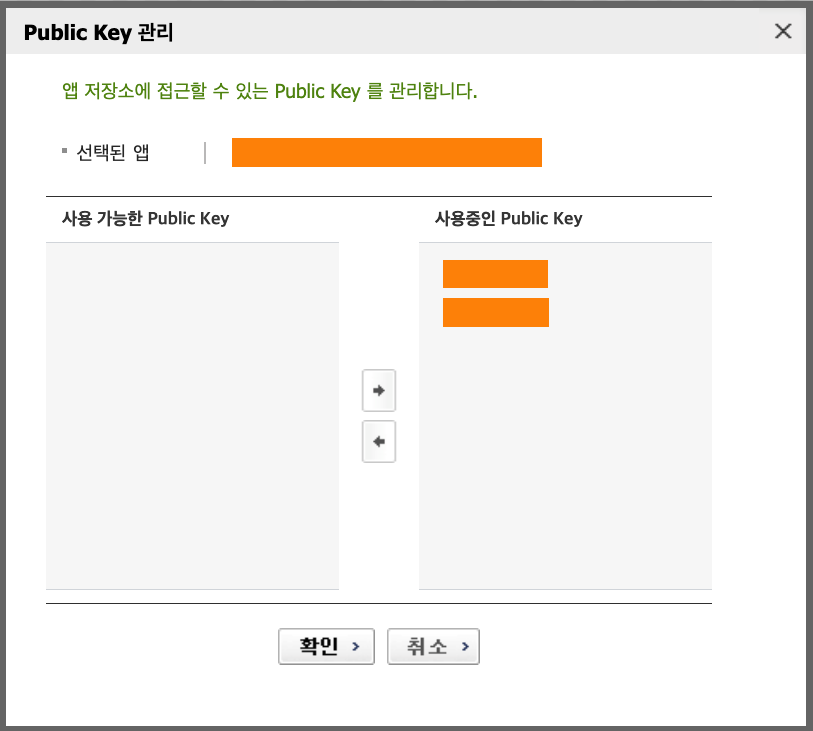 Public Key 관리
앱 저장소에 접근할 수 있는 Public Key 를 관리합니다.
선택된 앱
사용 가능한 Public Key
사용중인 Public Key
확인
취소